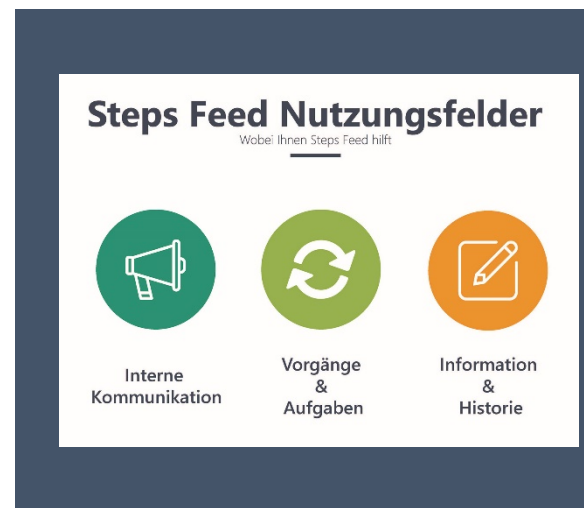 Steps Feed Nutzungsfelder
Wobei Ihnen Steps Feed hilft
Interne
Kommunikation
Vorgänge
&
Aufgaben
Information
&
Historie